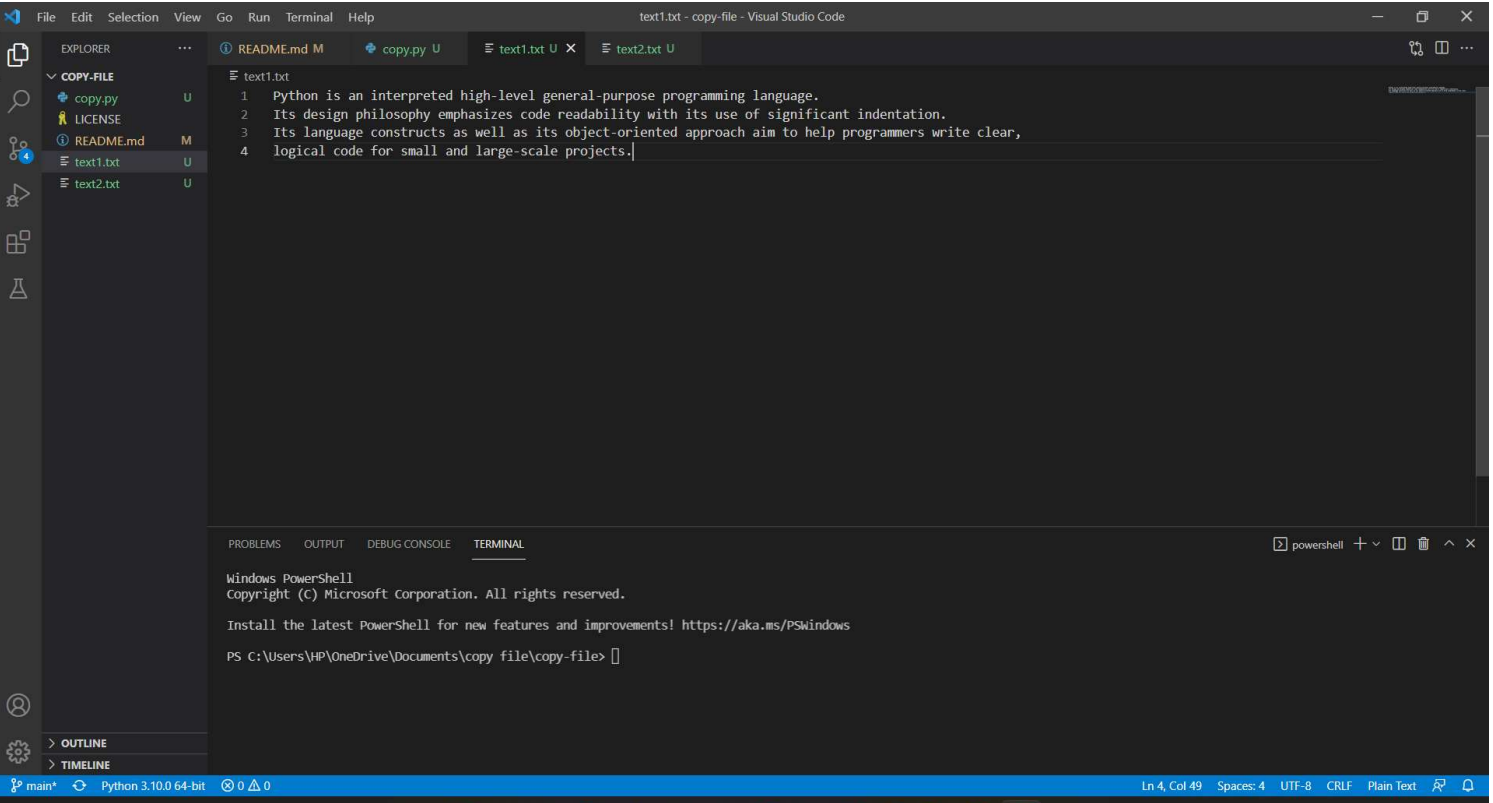 File Edit Selection View Go Run Terminal Help text1.txt - copy-file - Visual Studio Code
EXPLORER
README.md M copy.py U text1.txt U text2.txt U
COPY-FILE
copy.py U
LICENSE
README.md M
text1.txt U
text2.txt U
text1.txt
1 Python is an interpreted high-level general-purpose programming language.
2 Its design philosophy emphasizes code readability with its use of significant indentation.
3 Its language constructs as well as its object-oriented approach aim to help programmers write clear,
4 logical code for small and large-scale projects.
4
PROBLEMS OUTPUT DEBUG CONSOLE TERMINAL powershell
Windows PowerShell
Copyright (C) Microsoft Corporation. All rights reserved.
Install the latest PowerShell for new features and improvements! https://aka.ms/PSWindows
PS C:\Users\HP\OneDrive\Documents\copy file\copy-file>
OUTLINE
TIMELINE
main* Python 3.10.0 64-bit 0 0 Ln 4, Col 49 Spaces: 4 UTF-8 CRLF Plain Text